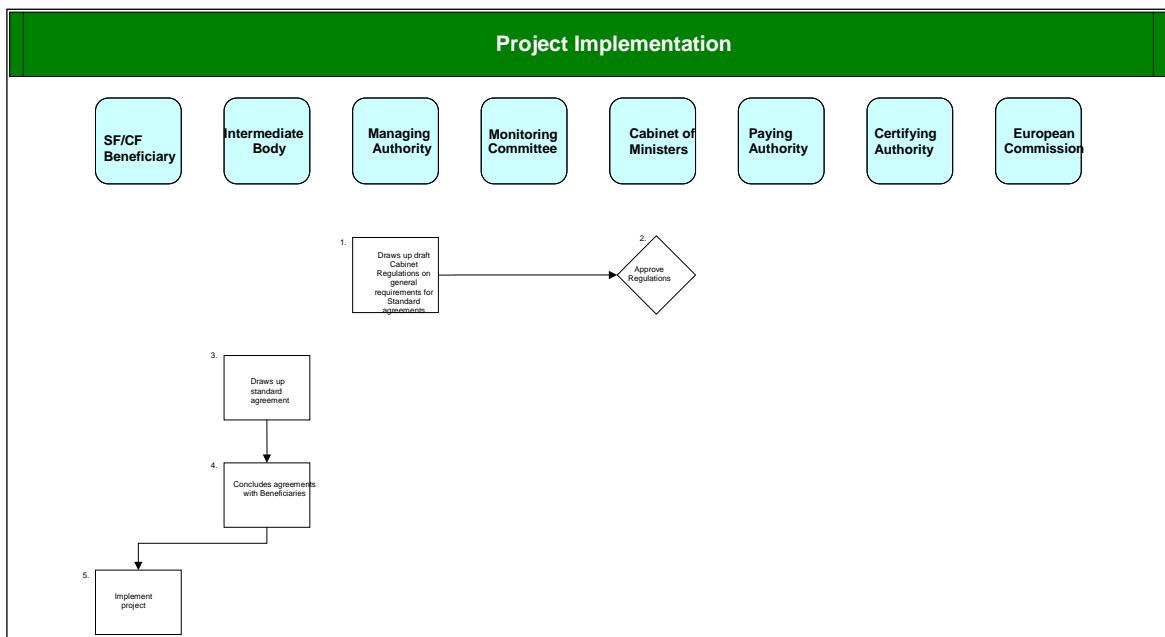 Project Implementation
SF/CF
Beneficiary
Intermediate
Body
Managing
Authority
Monitoring
Committee
Cabinet of
Ministers
Paying
Authority
Certifying
Authority
European
Commission
1.
Draws up draft
Cabinet
Regulations on
general
requirements for
Standard
agreements
2.
Approve
Regulations
3.
Draws up
standard
agreement
4.
Concludes agreements
with Beneficiaries
5.
Implement
project